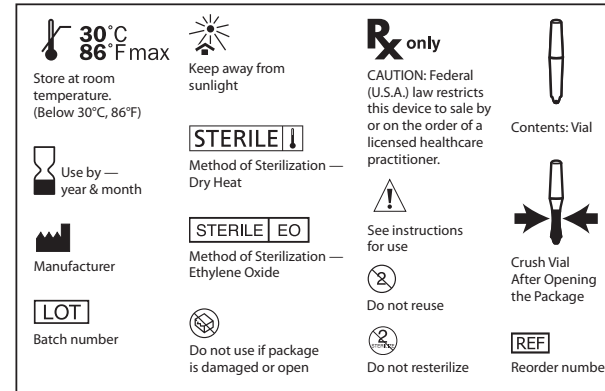 30°C
86°F max
Store at room
temperature.
(Below 30°C, 86°F)
Use by —
year & month
Manufacturer
LOT
Batch number
Keep away from
sunlight
STERILE
Method of Sterilization —
Dry Heat
STERILE EO
Method of Sterilization —
Ethylene Oxide
Do not use if package
is damaged or open
Rx only
CAUTION: Federal
(U.S.A.) law restricts
this device to sale by
or on the order of a
licensed healthcare
practitioner.
!
See instructions
for use
2
Do not reuse
2
STERILIZE
Do not resterilize
Contents: Vial
Crush Vial
After Opening
the Package
REF
Reorder numbe